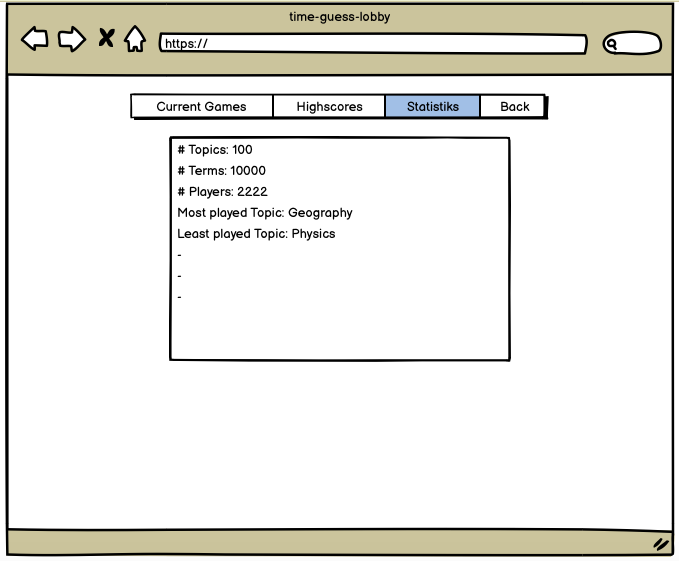 time-guess-lobby
https://
Current Games Highscores Statistiks Back
# Topics: 100
# Terms: 10000
# Players: 2222
Most played Topic: Geography
Least played Topic: Physics
-
-
-